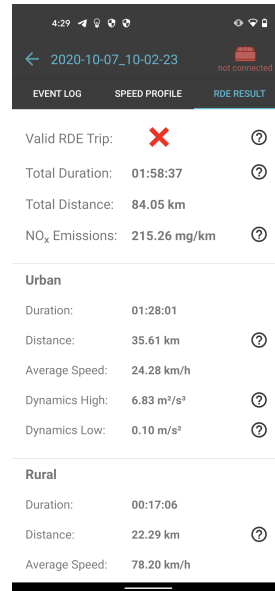 4:29
2020-10-07_10-02-23
not connected
EVENT LOG SPEED PROFILE RDE RESULT
Valid RDE Trip:
Total Duration: 01:58:37
Total Distance: 84.05 km
NOx Emissions: 215.26 mg/km
Urban
Duration: 01:28:01
Distance: 35.61 km
Average Speed: 24.28 km/h
Dynamics High: 6.83 m²/s³
Dynamics Low: 0.10 m/s²
Rural
Duration: 00:17:06
Distance: 22.29 km
Average Speed: 78.20 km/h